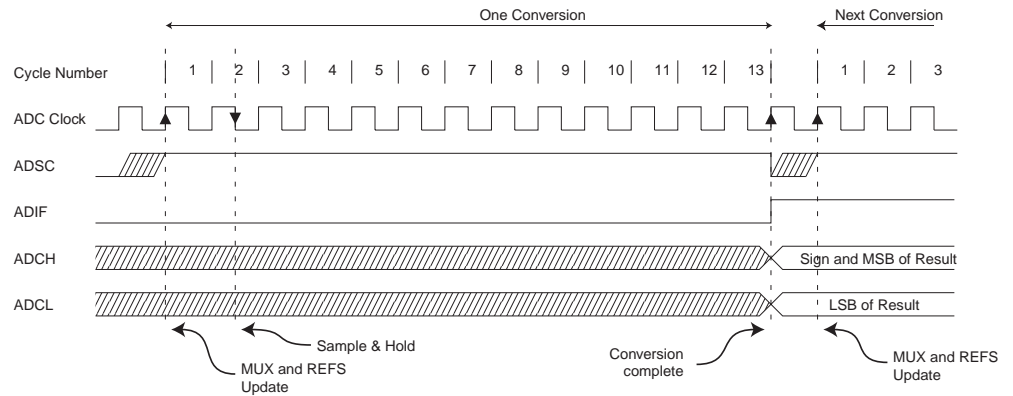 One Conversion
Next Conversion
Cycle Number
1 2 3 4 5 6 7 8 9 10 11 12 13 1 2 3
ADC Clock
ADSC
ADIF
ADCH
Sign and MSB of Result
ADCL
LSB of Result
Sample & Hold
MUX and REFS
Update
Conversion
complete
MUX and REFS
Update